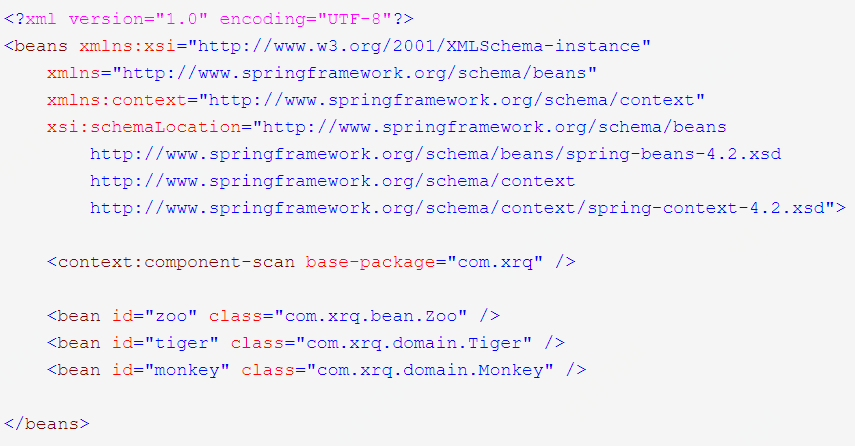 <?xml version="1.0" encoding="UTF-8"?>
<beans xmlns:xsi="http://www.w3.org/2001/XMLSchema-instance"
    xmlns="http://www.springframework.org/schema/beans"
    xmlns:context="http://www.springframework.org/schema/context"
    xsi:schemaLocation="http://www.springframework.org/schema/beans
        http://www.springframework.org/schema/beans/spring-beans-4.2.xsd
        http://www.springframework.org/schema/context
        http://www.springframework.org/schema/context/spring-context-4.2.xsd">

    <context:component-scan base-package="com.xrq" />

    <bean id="zoo" class="com.xrq.bean.Zoo" />
    <bean id="tiger" class="com.xrq.domain.Tiger" />
    <bean id="monkey" class="com.xrq.domain.Monkey" />

</beans>